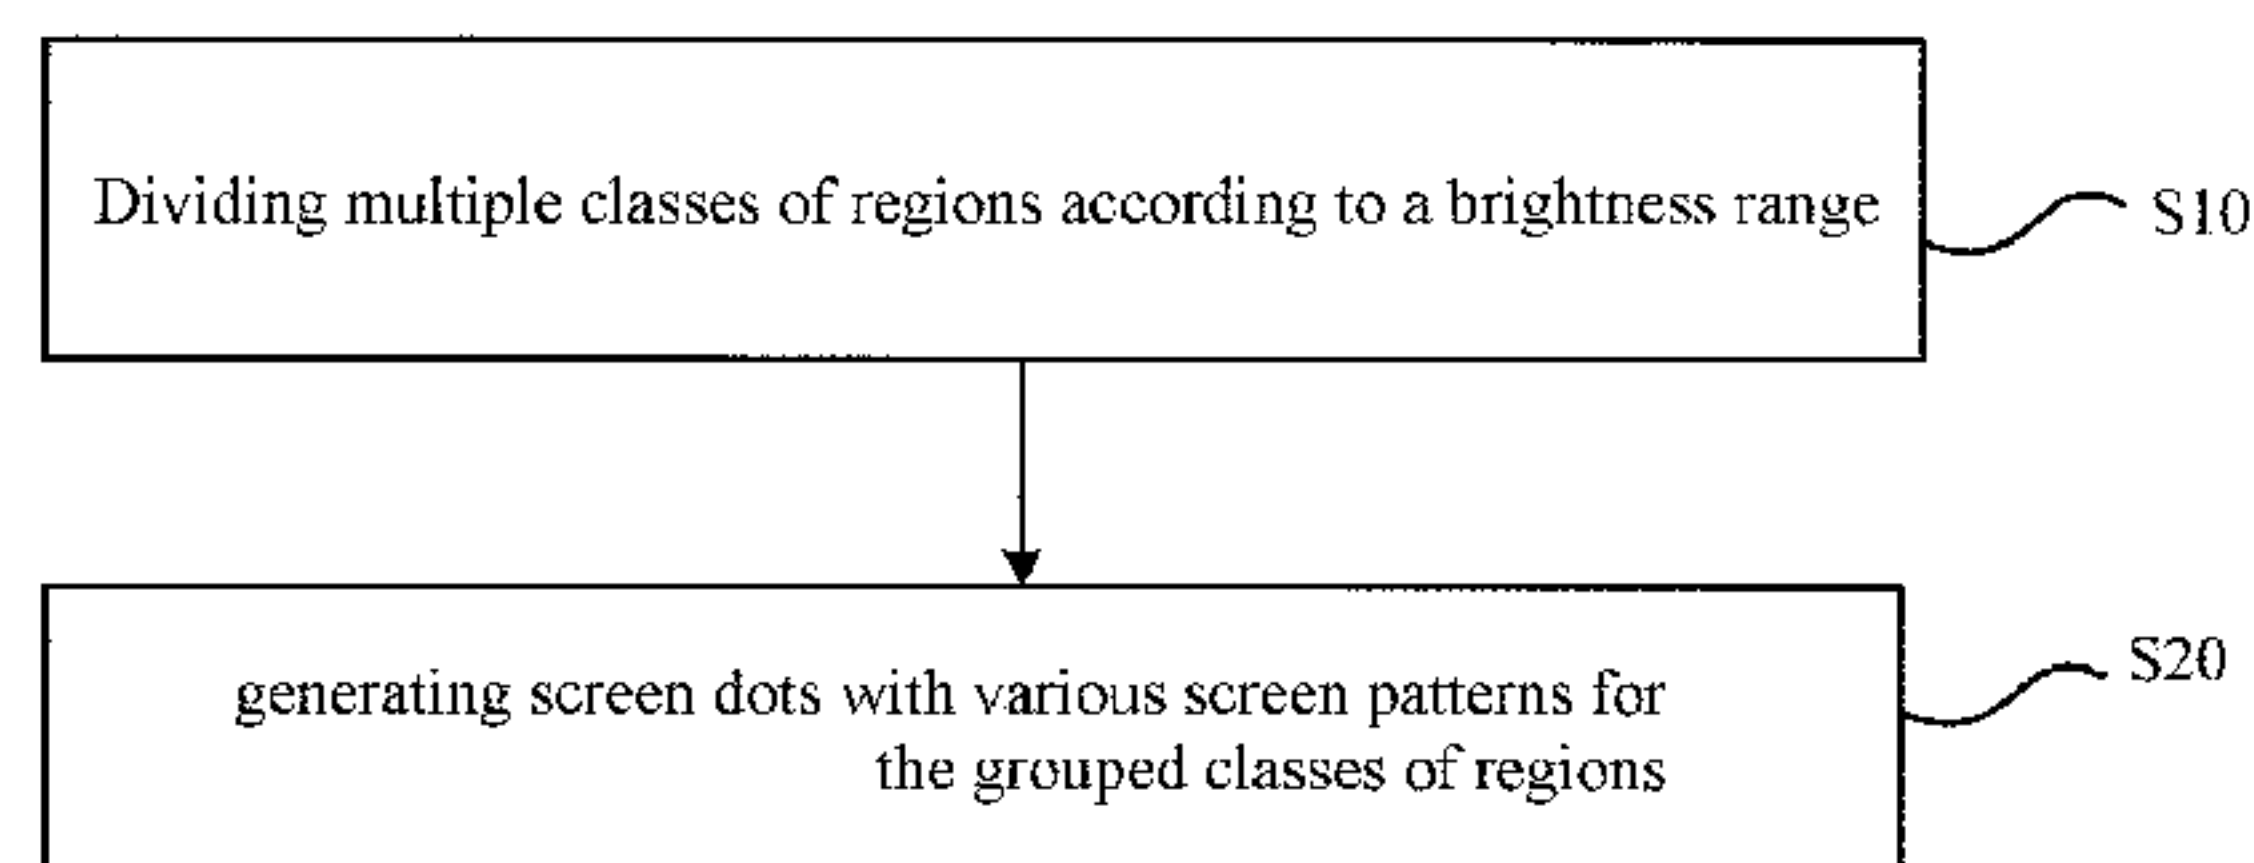 Dividing multiple classes of regions according to a brightness range
S10
generating screen dots with various screen patterns for
the grouped classes of regions
S20